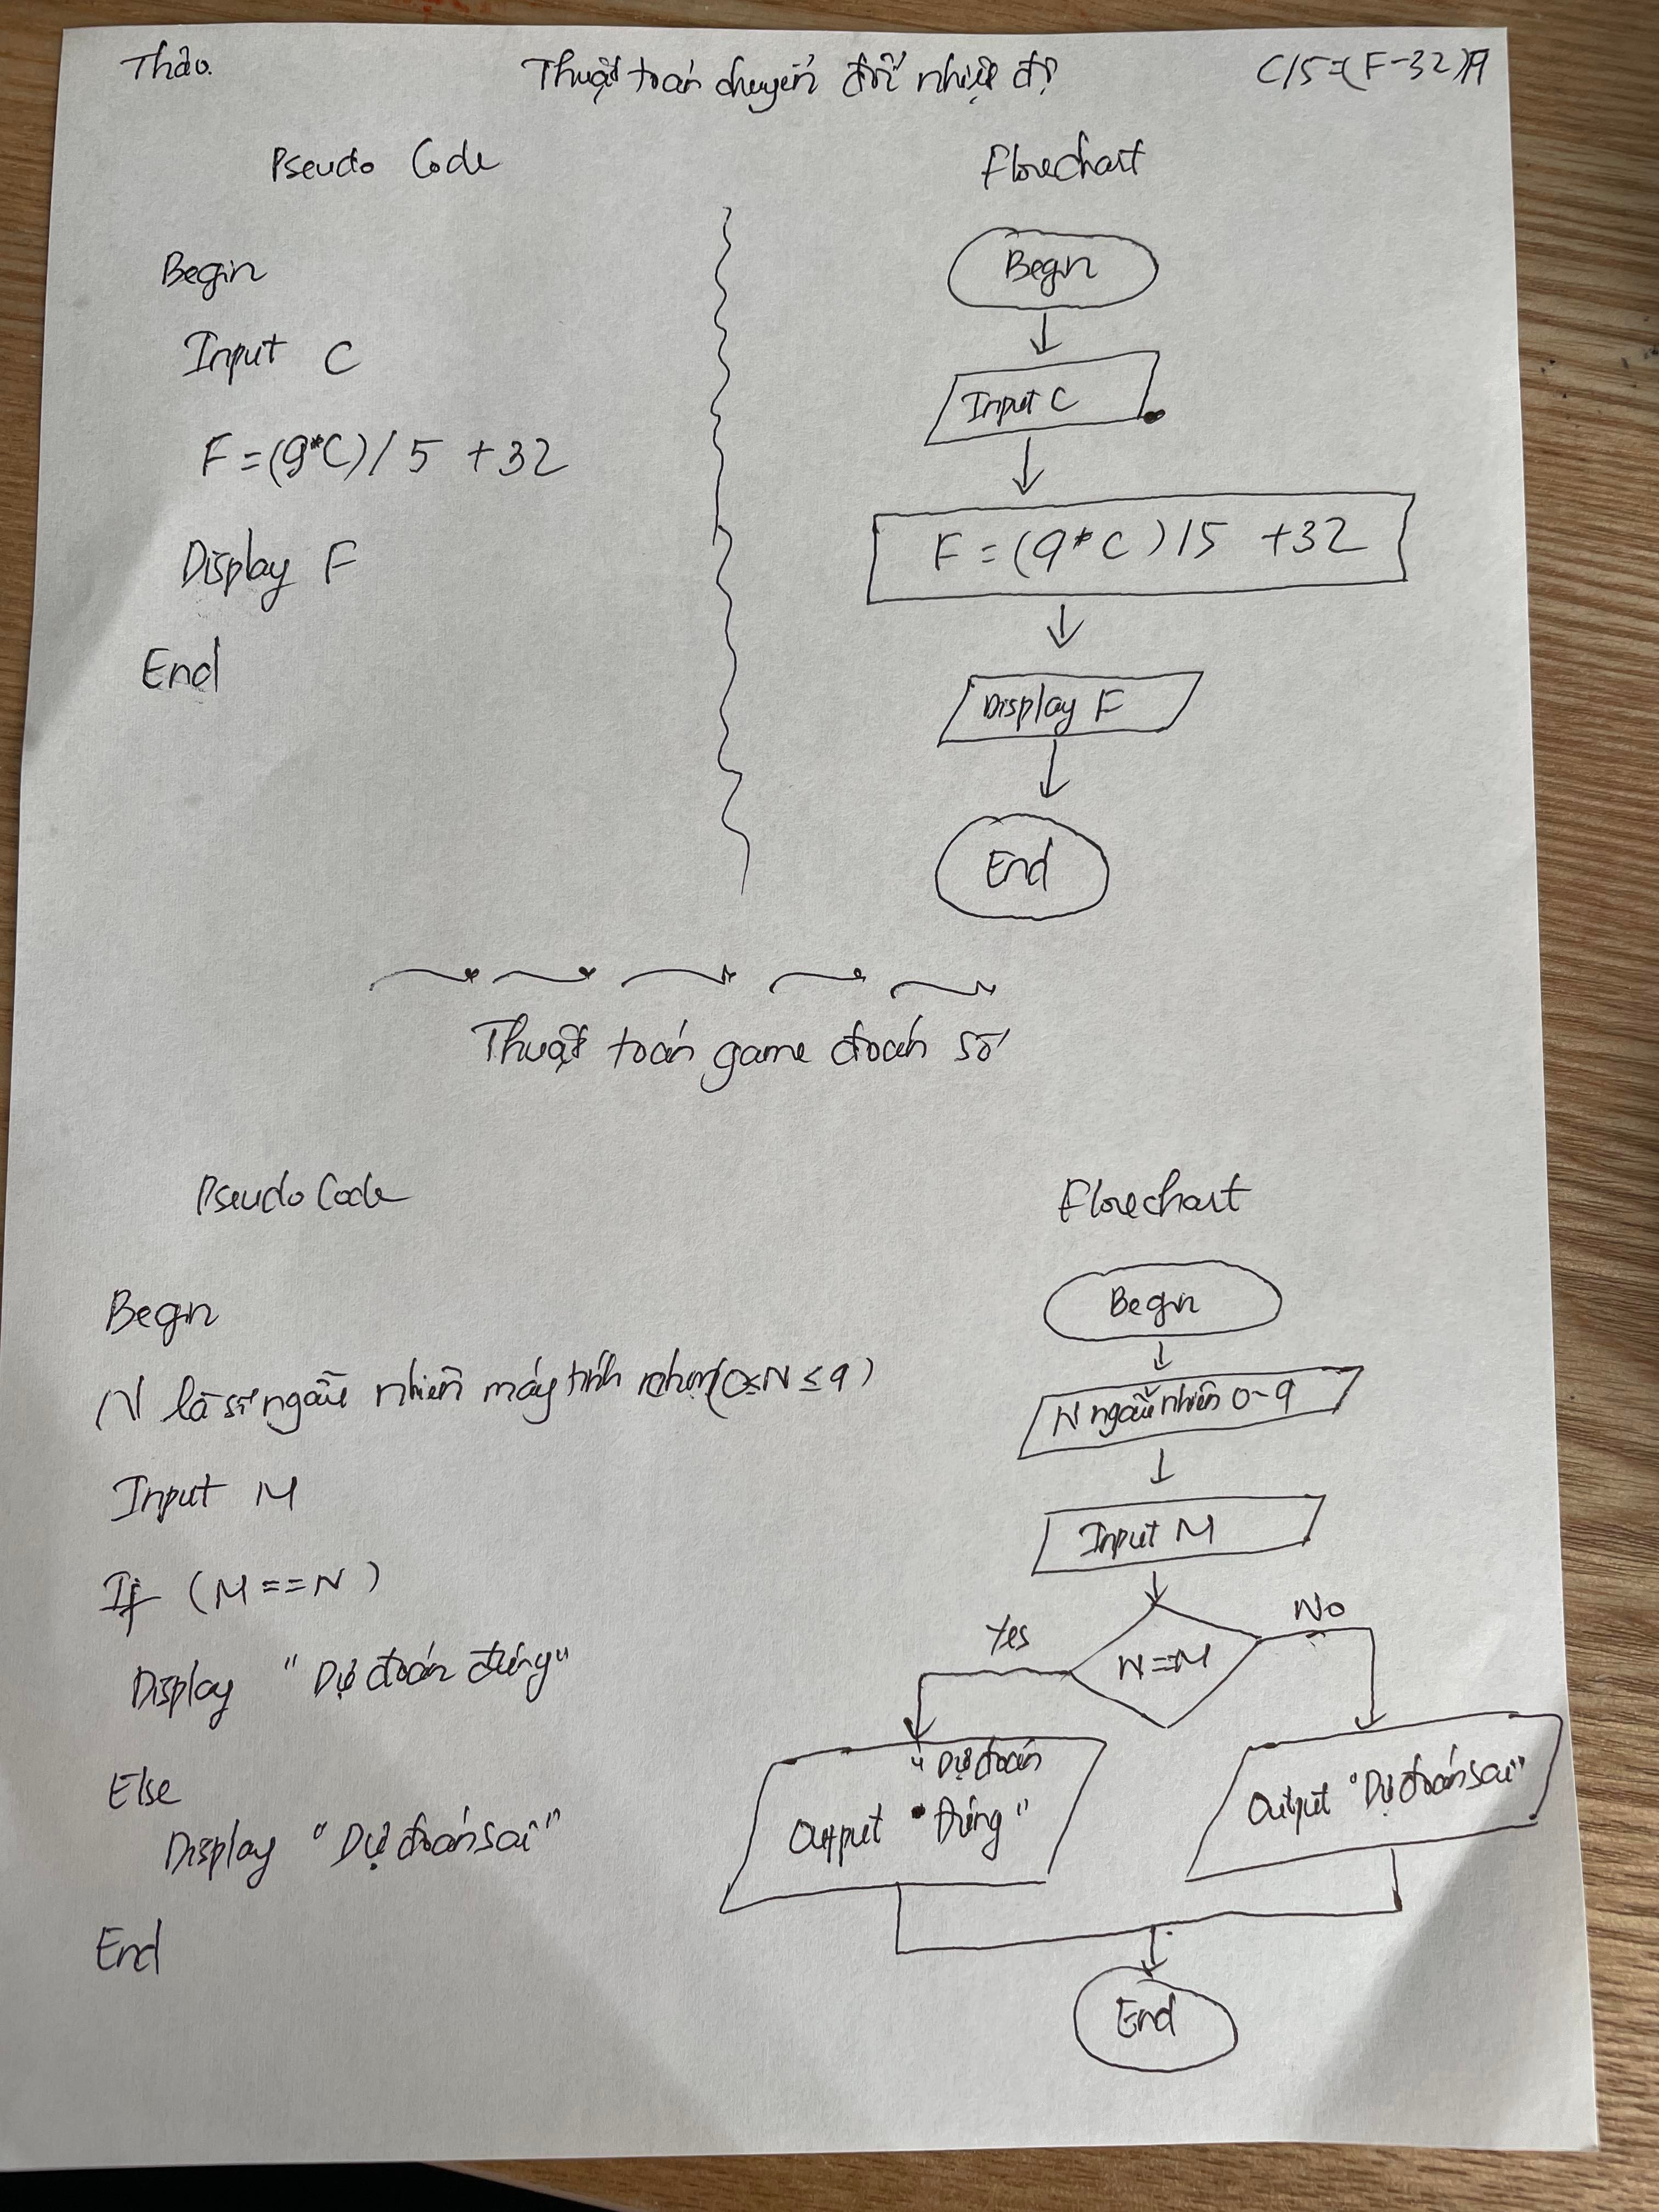 Thảo.
Thuật toán chuyển đổi nhiệt độ
C/5=(F-32)/9
Pseudo Code
Begin
Input C
F=(9*C)/5 +32
Display F
End
Flowchart
Begin
Input C
F=(9*C)/5 +32
Display F
End
Thuật toán game đoán số
Pseudo Code
Begin
N là số ngẫu nhiên máy tính chọn(0≤N≤9)
Input M
If (M==N)
Display "Dự đoán đúng"
Else
Display "Dự đoán sai"
End
Flowchart
Begin
N ngẫu nhiên 0-9
Input M
N=M
Yes
No
"Dự đoán
Output Đúng"
Output "Dự đoán sai"
End